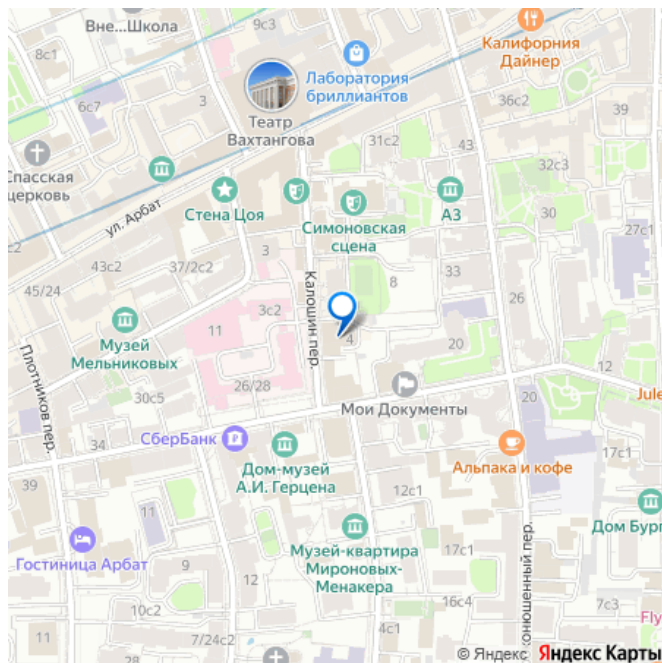 Вне...Школа
8с1
6с7
3
Калифорния
Дайнер
Лаборатория
бриллиантов
36с2
39
Театр
Вахтангова
31с2
43
32с3
Спасская
церковь
ул. Арбат
Стена Цоя
Симоновская
сцена
А3
30
27с1
43с2
37/2с2
3
8
33
45/24
3с2
26
Калошин пер.
Музей
Мельниковых
11
4
20
12
Плотников пер.
26/28
30с5
Мои Документы
20
Jule
34
СберБанк
17с1
39
Дом-музей
А.И. Герцена
Альпака и кофе
12с1
11
Дом Бург
Гостиница Арбат
9
Музей-квартира
Мироновых-
Менакера
17с1
12
10с2
16с4
7с3
конюшенный пер.
11
7/24с2
4с1
Fly
© Яндекс Яндекс Карты